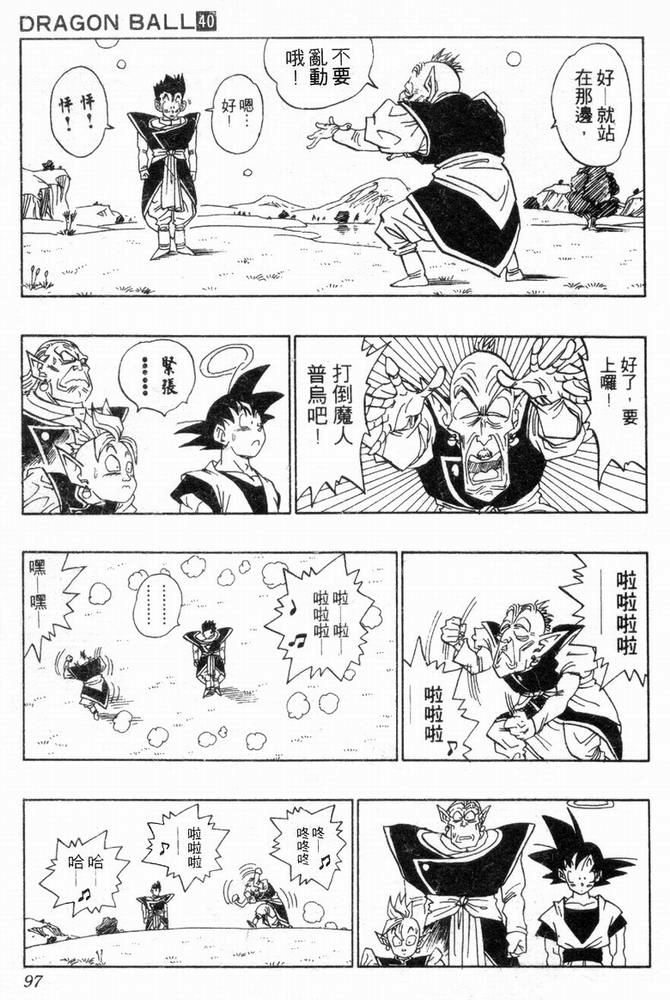 DRAGON BALL 40
好—就站
在那邊，
不要
亂動
哦！
嗯…
好！
怦！
怦！
好了，要
上囉！
打倒魔人
普烏吧！
緊張
……
啦啦啦啦
——
啦啦啦
♪
啦—啦—
啦啦啦—
♪
♪
……
嘿—
嘿—
咚—
咚咚咚
♪
—啦啦啦
♪
哈—
哈—
♪
97